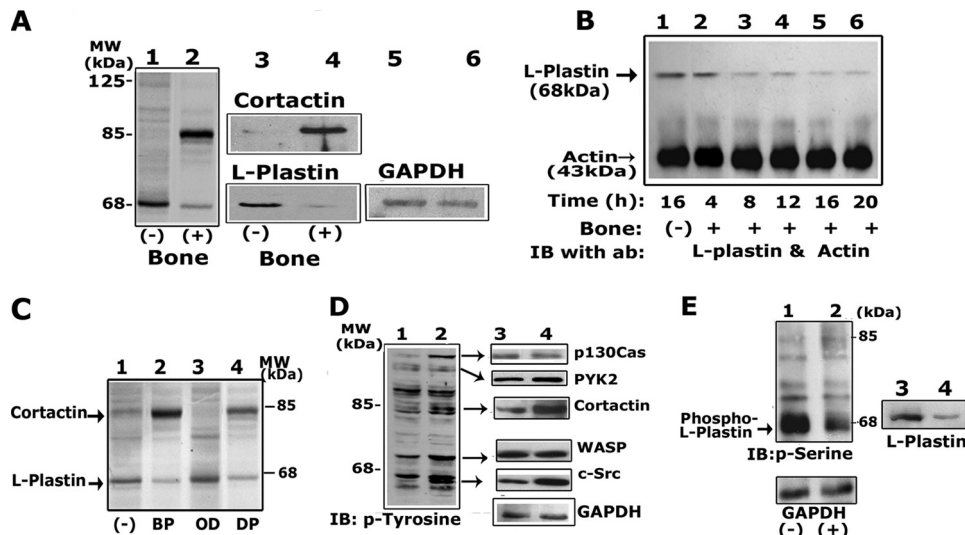 A
MW
(kDa)
1 2 3 4 5 6
125-
85-
68-
Cortactin
L-Plastin
GAPDH
(-) (+)
Bone
(-) (+)
Bone
B
1 2 3 4 5 6
L-Plastin→
(68kDa)
Actin→
(43kDa)
Time (h): 16 4 8 12 16 20
Bone: (-) + + + + +
IB with ab: L-plastin & Actin
C
1 2 3 4
MW
(kDa)
Cortactin
-85
L-Plastin
-68
(-) BP OD DP
D
MW
(kDa)
1 2 3 4
85-
68-
p130Cas
PYK2
Cortactin
WASP
c-Src
GAPDH
IB: p-Tyrosine
E
1 2 (kDa)
85
Phospho-
L-Plastin
-68
IB:p-Serine
3 4
L-Plastin
GAPDH
(-) (+)